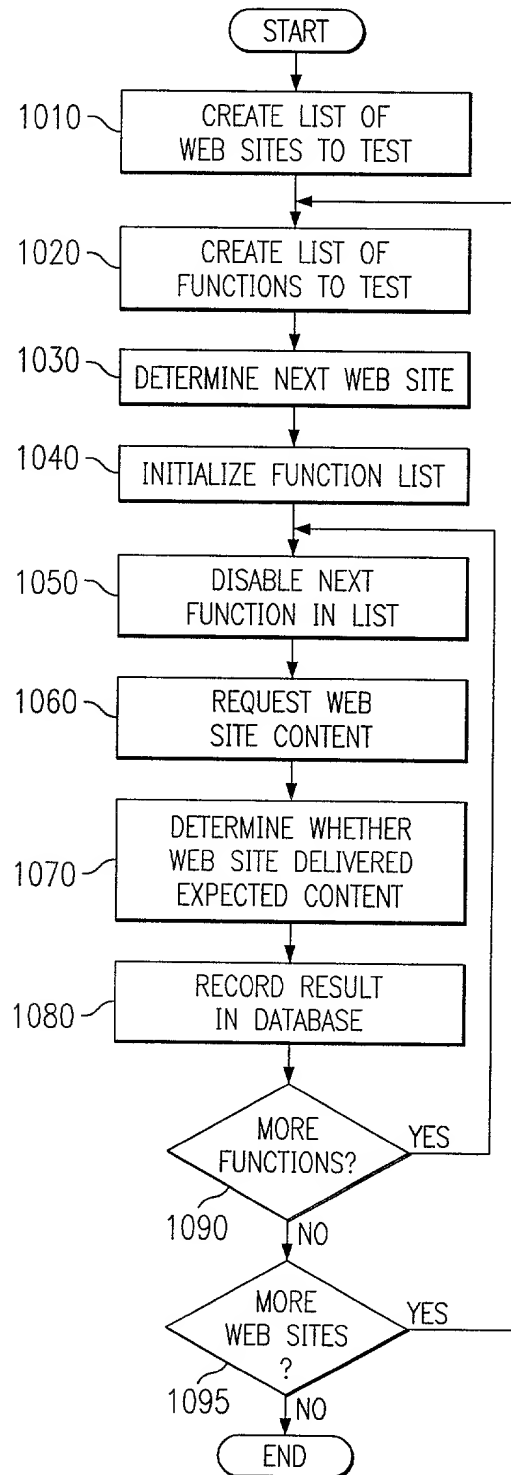 START
1010
CREATE LIST OF
WEB SITES TO TEST
1020
CREATE LIST OF
FUNCTIONS TO TEST
1030
DETERMINE NEXT WEB SITE
1040
INITIALIZE FUNCTION LIST
1050
DISABLE NEXT
FUNCTION IN LIST
1060
REQUEST WEB
SITE CONTENT
1070
DETERMINE WHETHER
WEB SITE DELIVERED
EXPECTED CONTENT
1080
RECORD RESULT
IN DATABASE
MORE
FUNCTIONS?
YES
1090
NO
MORE
WEB SITES
?
YES
1095
NO
END